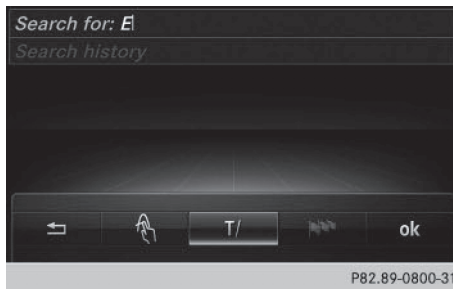 Search for: E
Search history
T/
ok
P82.89-0800-31